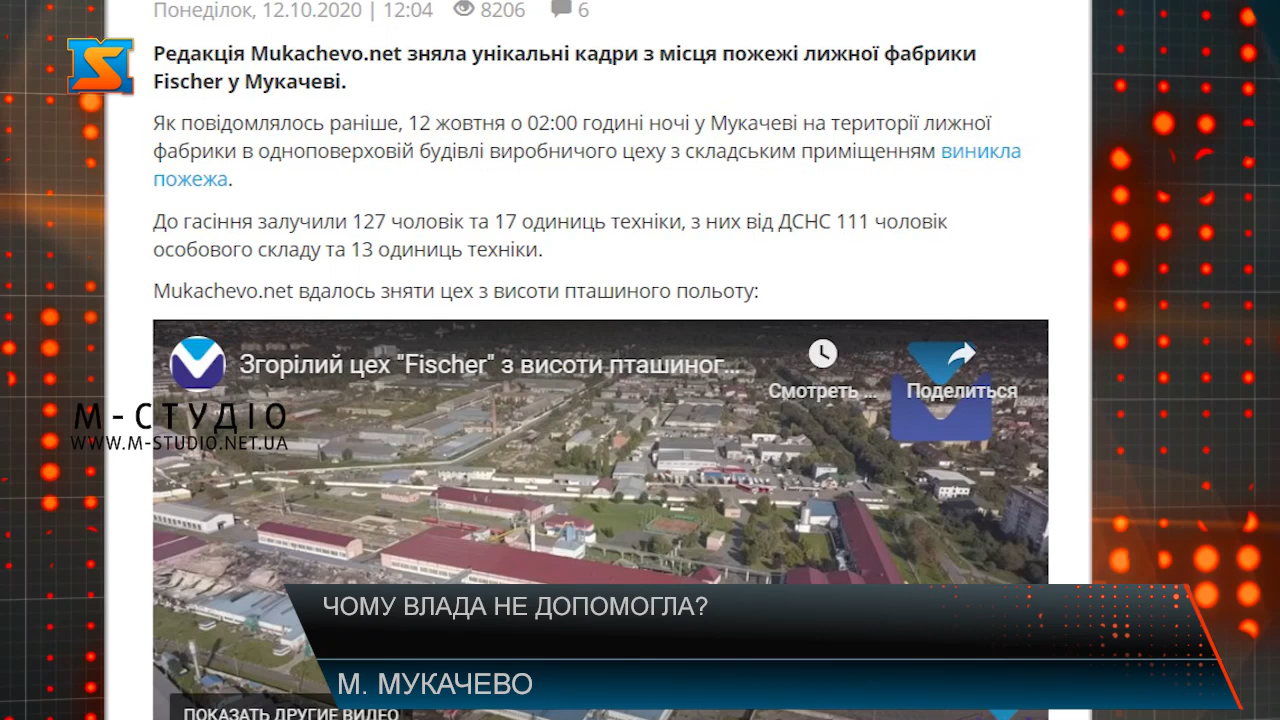 Понеділок, 12.10.2020 | 12:04 8206 6
Редакція Mukachevo.net зняла унікальні кадри з місця пожежі лижної фабрики
Fischer у Мукачеві.
Як повідомлялось раніше, 12 жовтня о 02:00 годині ночі у Мукачеві на території лижної
фабрики в одноповерховій будівлі виробничого цеху з складським приміщенням виникла
пожежа.
До гасіння залучили 127 чоловік та 17 одиниць техніки, з них від ДСНС 111 чоловік
особового складу та 13 одиниць техніки.
Mukachevo.net вдалось зняти цех з висоти пташиного польоту:
Згорілий цех "Fischer" з висоти пташиног...
Смотреть ...
Поделиться
М-СТУДІО
WWW.M-STUDIO.NET.UA
ЧОМУ ВЛАДА НЕ ДОПОМОГЛА?
М. МУКАЧЕВО
ПОКАЗАТЬ ДРУГИЕ ВИДЕО